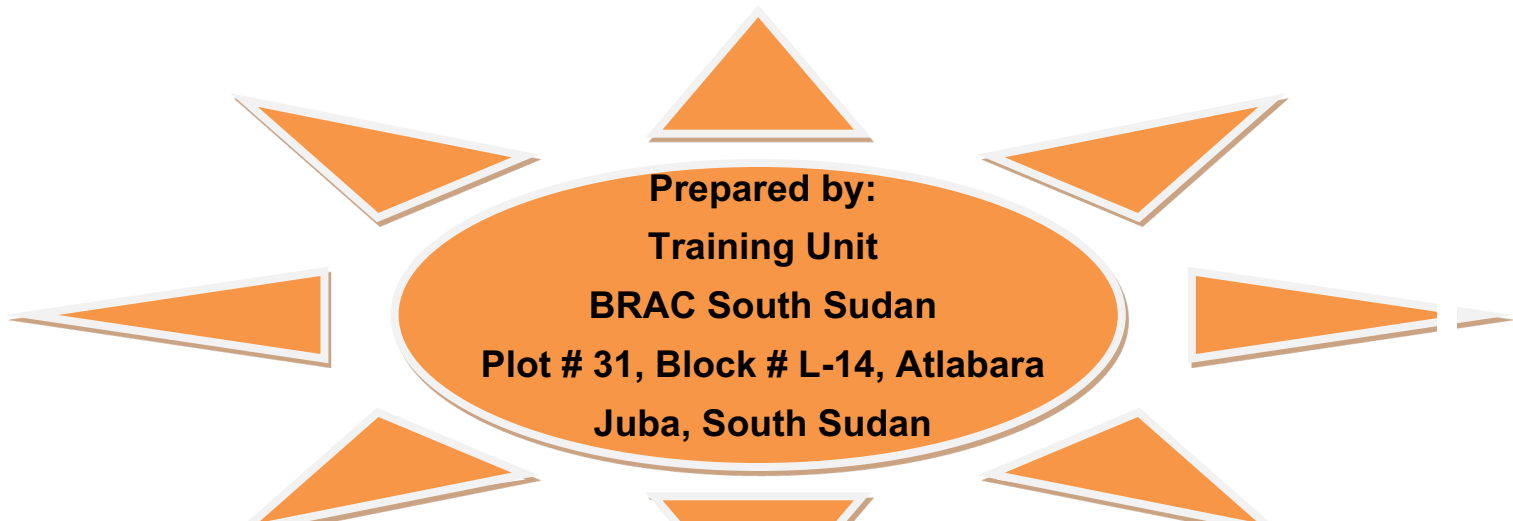 Prepared by:
Training Unit
BRAC South Sudan
Plot # 31, Block # L-14, Atlabara
Juba, South Sudan